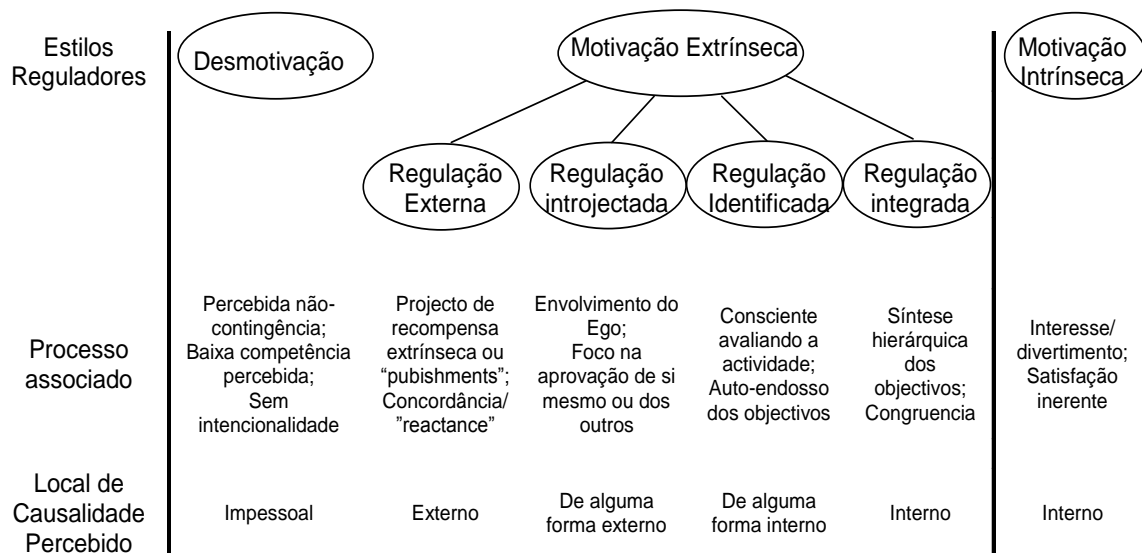 Estilos
Reguladores
Desmotivação
Motivação Extrínseca
Motivação
Intrínseca
Regulação
Externa
Regulação
introjectada
Regulação
Identificada
Regulação
integrada
Processo
associado
Percebida não-
contingência;
Baixa competência
percebida;
Sem
intencionalidade
Projecto de
recompensa
extrínseca ou
“pubishments”;
Concordância/
”reactance”
Envolvimento do
Ego;
Foco na
aprovação de si
mesmo ou dos
outros
Consciente
avaliando a
actividade;
Auto-endosso
dos objectivos
Síntese
hierárquica
dos
objectivos;
Congruencia
Interesse/
divertimento;
Satisfação
inerente
Local de
Causalidade
Percebido
Impessoal
Externo
De alguma
forma externo
De alguma
forma interno
Interno
Interno